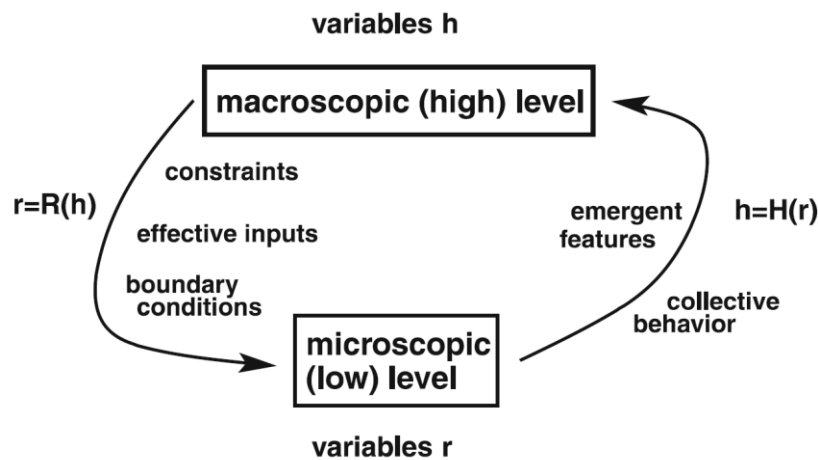 variables h
macroscopic (high) level
constraints
r=R(h)
effective inputs
boundary
conditions
emergent
features
h=H(r)
collective
behavior
microscopic
(low) level
variables r